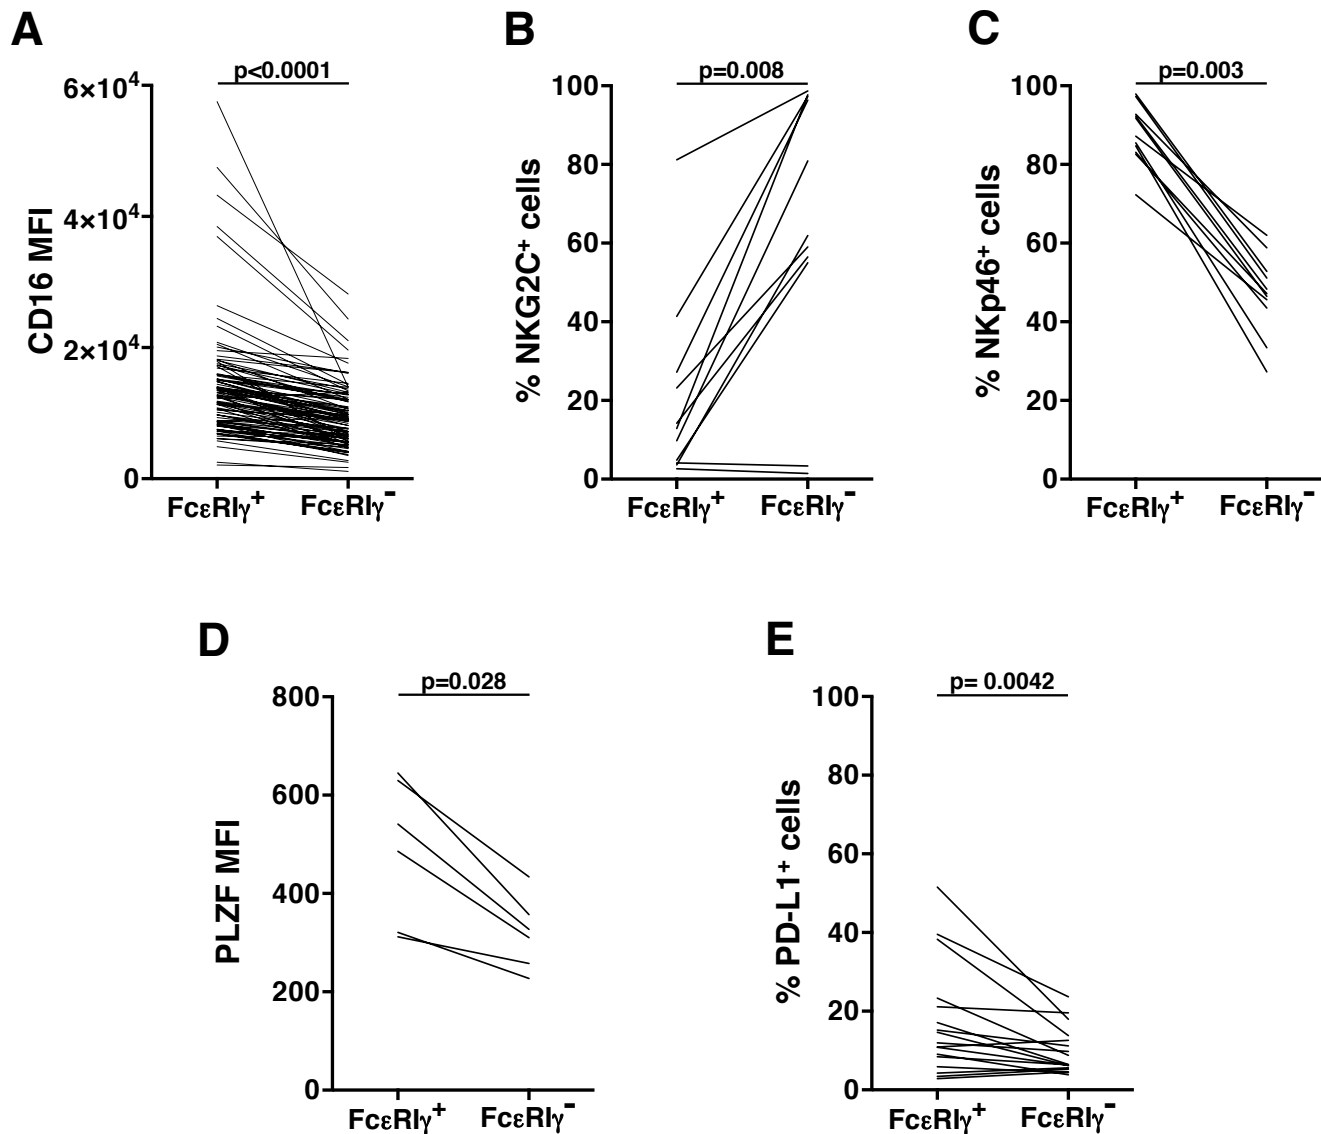 A
p<0.0001
CD16 MFI
6×10⁴
4×10⁴
2×10⁴
0
FcεRIγ⁺ FcεRIγ⁻
B
p=0.008
% NKG2C⁺ cells
100
80
60
40
20
0
FcεRIγ⁺ FcεRIγ⁻
C
p=0.003
% NKp46⁺ cells
100
80
60
40
20
0
FcεRIγ⁺ FcεRIγ⁻
D
p=0.028
PLZF MFI
800
600
400
200
0
FcεRIγ⁺ FcεRIγ⁻
E
p= 0.0042
% PD-L1⁺ cells
100
80
60
40
20
0
FcεRIγ⁺ FcεRIγ⁻